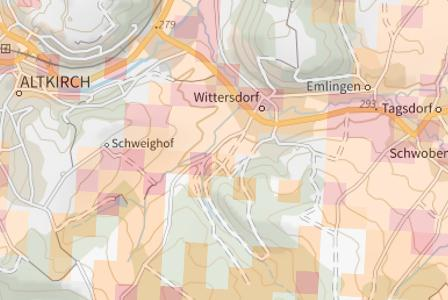 279
ALTKIRCH
Emlingen
Wittersdorf
293
Tagsdorf
Schweighof
Schwober